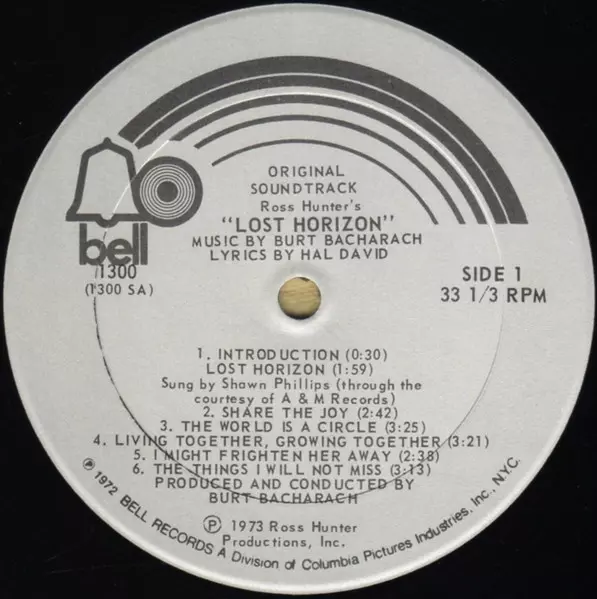 ORIGINAL
SOUNDTRACK
Ross Hunter's
"LOST HORIZON"
MUSIC BY BURT BACHARACH
LYRICS BY HAL DAVID
bell
1300
(1300 SA)
SIDE 1
33 1/3 RPM
1. INTRODUCTION (0:30)
LOST HORIZON (1:59)
Sung by Shawn Phillips (through the
courtesy of A & M Records)
2. SHARE THE JOY (2:42)
3. THE WORLD IS A CIRCLE (3:25)
4. LIVING TOGETHER, GROWING TOGETHER (3:21)
5. I MIGHT FRIGHTEN HER AWAY (2:38)
6. THE THINGS I WILL NOT MISS (3:13)
PRODUCED AND CONDUCTED BY
BURT BACHARACH
Ⓟ 1973 Ross Hunter
Productions, Inc.
℗ 1972 BELL RECORDS A Division of Columbia Pictures Industries, Inc., N.Y.C.